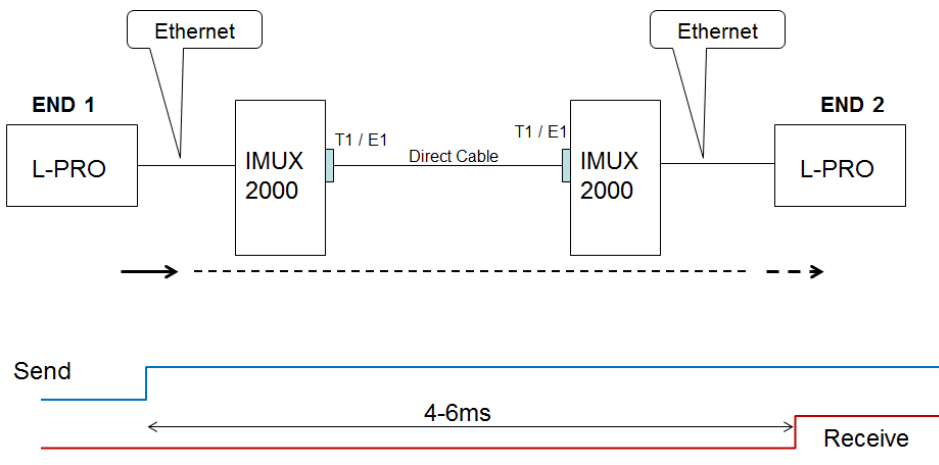 Ethernet
Ethernet
END 1
END 2
T1 / E1
T1 / E1
L-PRO
IMUX
2000
Direct Cable
IMUX
2000
L-PRO
Send
4-6ms
Receive